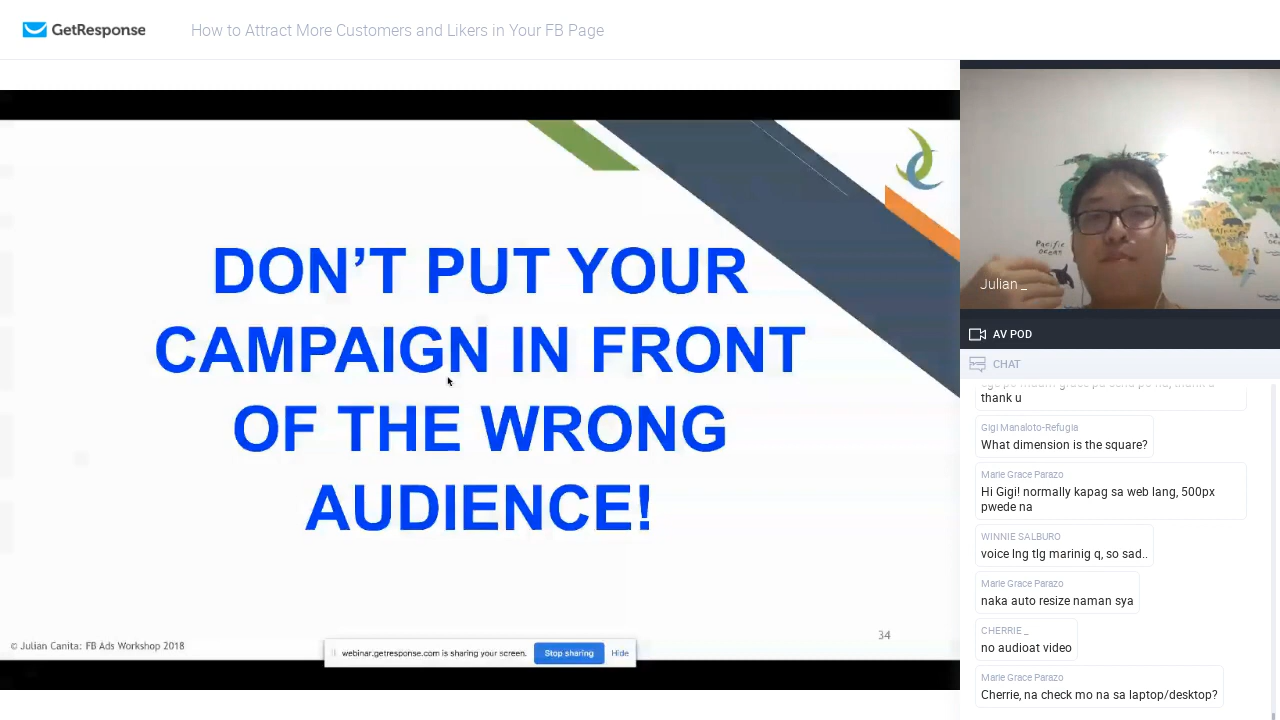 GetResponse
How to Attract More Customers and Likers in Your FB Page
DON’T PUT YOUR
CAMPAIGN IN FRONT
OF THE WRONG
AUDIENCE!
34
© Julian Canita: FB Ads Workshop 2018
webinar.getresponse.com is sharing your screen.
Stop sharing
Hide
Pacific
Ocean
Julian _
AV POD
CHAT
thank u
Gigi Manaloto-Refugia
What dimension is the square?
Marie Grace Parazo
Hi Gigi! normally kapag sa web lang, 500px
pwede na
WINNIE SALBURO
voice lng tlg marinig q, so sad..
Marie Grace Parazo
naka auto resize naman sya
CHERRIE _
no audioat video
Marie Grace Parazo
Cherrie, na check mo na sa laptop/desktop?